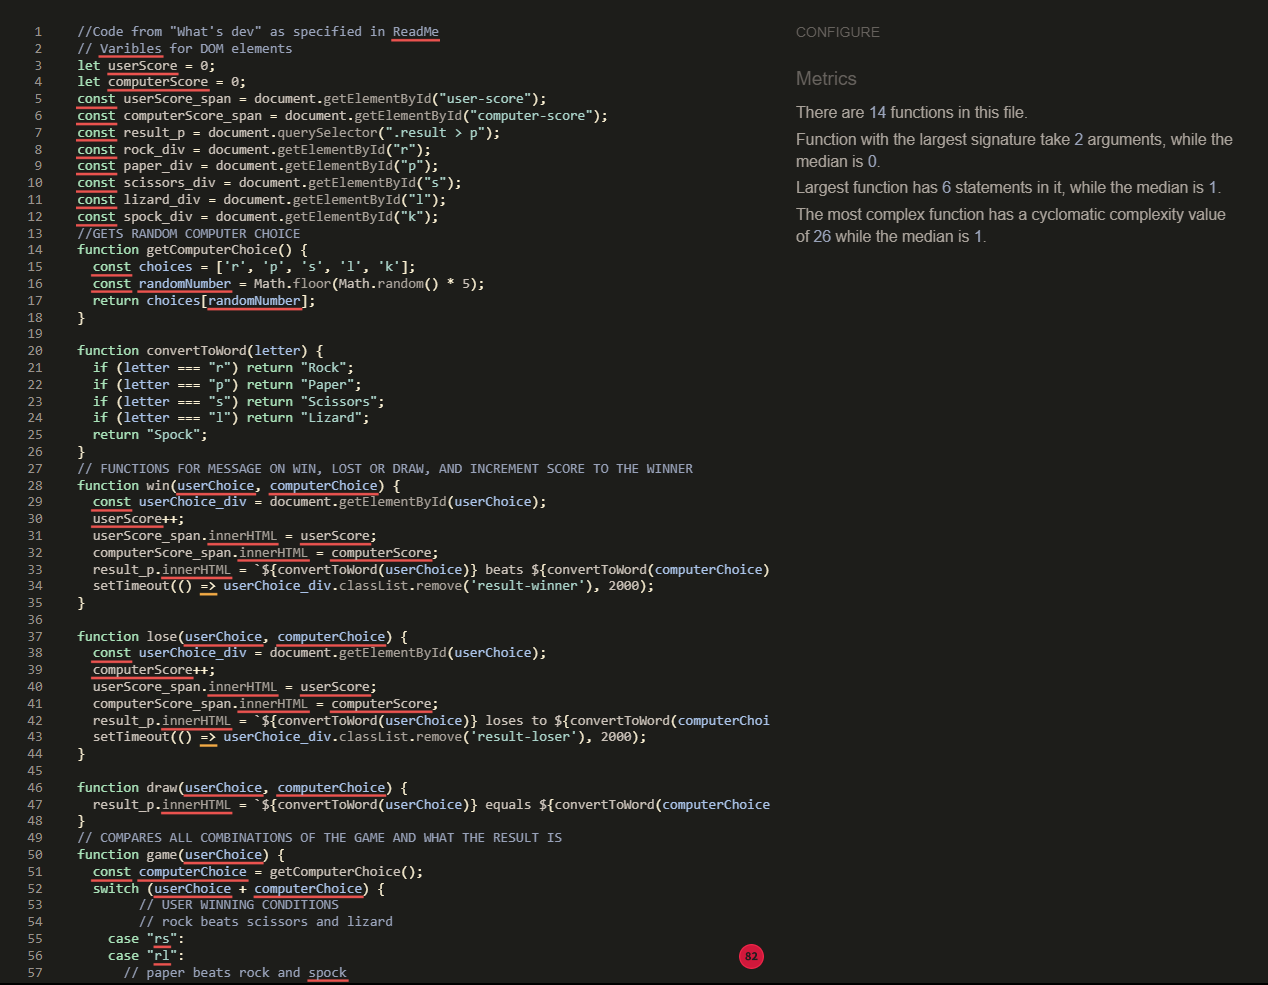 1 //Code from "What's dev" as specified in ReadMe
2 // Varibles for DOM elements
3 let userScore = 0;
4 let computerScore = 0;
5 const userScore_span = document.getElementById("user-score");
6 const computerScore_span = document.getElementById("computer-score");
7 const result_p = document.querySelector(".result > p");
8 const rock_div = document.getElementById("r");
9 const paper_div = document.getElementById("p");
10 const scissors_div = document.getElementById("s");
11 const lizard_div = document.getElementById("l");
12 const spock_div = document.getElementById("k");
13 //GETS RANDOM COMPUTER CHOICE
14 function getComputerChoice() {
15 const choices = ['r', 'p', 's', 'l', 'k'];
16 const randomNumber = Math.floor(Math.random() * 5);
17 return choices[randomNumber];
18 }
19
20 function convertToWord(letter) {
21 if (letter === "r") return "Rock";
22 if (letter === "p") return "Paper";
23 if (letter === "s") return "Scissors";
24 if (letter === "l") return "Lizard";
25 return "Spock";
26 }
27 // FUNCTIONS FOR MESSAGE ON WIN, LOST OR DRAW, AND INCREMENT SCORE TO THE WINNER
28 function win(userChoice, computerChoice) {
29 const userChoice_div = document.getElementById(userChoice);
30 userScore++;
31 userScore_span.innerHTML = userScore;
32 computerScore_span.innerHTML = computerScore;
33 result_p.innerHTML = `${convertToWord(userChoice)} beats ${convertToWord(computerChoice)
34 setTimeout(() => userChoice_div.classList.remove('result-winner'), 2000);
35 }
36
37 function lose(userChoice, computerChoice) {
38 const userChoice_div = document.getElementById(userChoice);
39 computerScore++;
40 userScore_span.innerHTML = userScore;
41 computerScore_span.innerHTML = computerScore;
42 result_p.innerHTML = `${convertToWord(userChoice)} loses to ${convertToWord(computerChoi
43 setTimeout(() => userChoice_div.classList.remove('result-loser'), 2000);
44 }
45
46 function draw(userChoice, computerChoice) {
47 result_p.innerHTML = `${convertToWord(userChoice)} equals ${convertToWord(computerChoice
48 }
49 // COMPARES ALL COMBINATIONS OF THE GAME AND WHAT THE RESULT IS
50 function game(userChoice) {
51 const computerChoice = getComputerChoice();
52 switch (userChoice + computerChoice) {
53 // USER WINNING CONDITIONS
54 // rock beats scissors and lizard
55 case "rs":
56 case "rl":
57 // paper beats rock and spock
82
CONFIGURE
Metrics
There are 14 functions in this file.
Function with the largest signature take 2 arguments, while the
median is 0.
Largest function has 6 statements in it, while the median is 1.
The most complex function has a cyclomatic complexity value
of 26 while the median is 1.